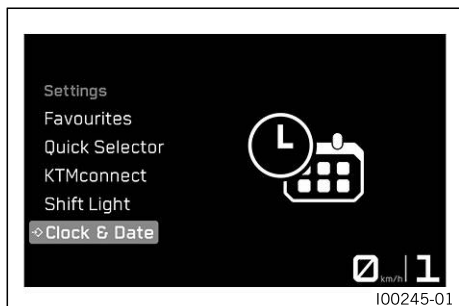 Settings
Favourites
Quick Selector
KTMconnect
Shift Light
Clock & Date
0 km/h 1
I00245-01